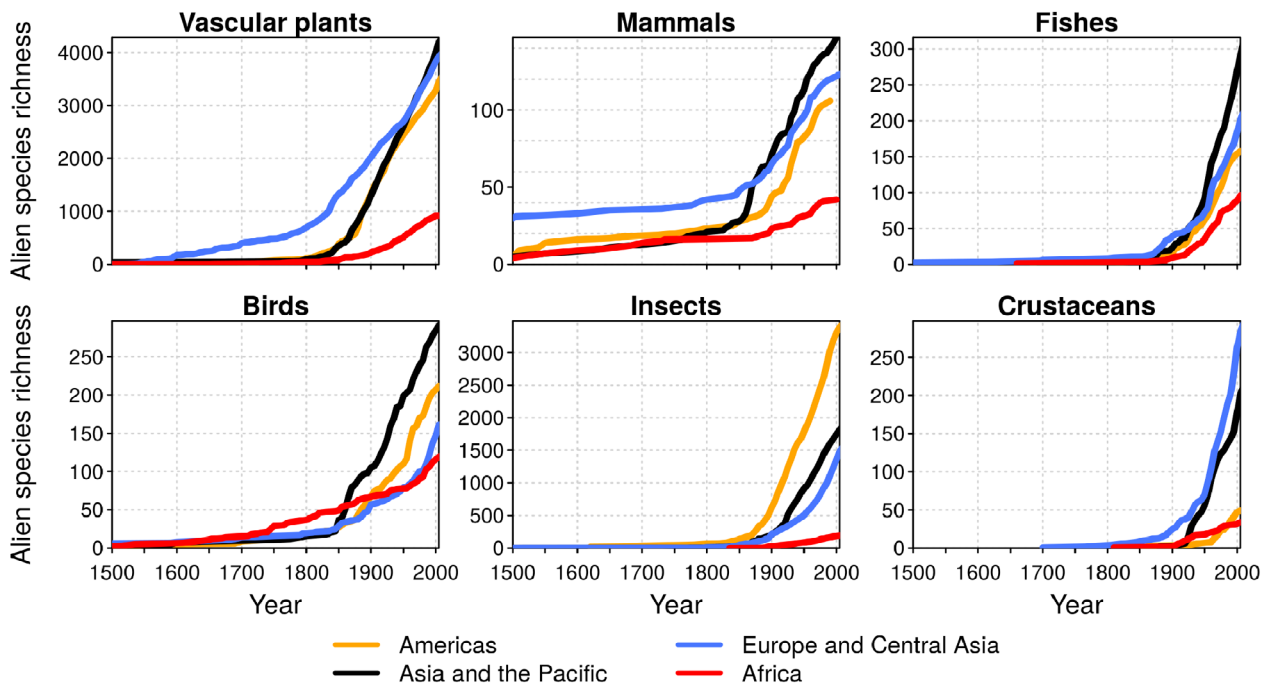 Vascular plants
Mammals
Fishes
Alien species richness
4000
3000
2000
1000
0
100
50
0
300
250
200
150
100
50
0
Birds
Insects
Crustaceans
Alien species richness
250
200
150
100
50
0
3000
2500
2000
1500
1000
500
0
250
200
150
100
50
0
1500 1600 1700 1800 1900 2000
1500 1600 1700 1800 1900 2000
1500 1600 1700 1800 1900 2000
Year
Year
Year
Americas
Europe and Central Asia
Asia and the Pacific
Africa